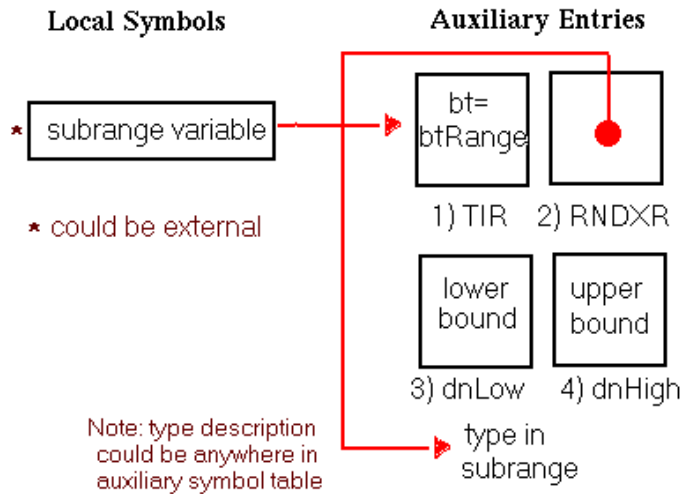 Local Symbols
Auxiliary Entries
* subrange variable
bt=
btRange
1) TIR
2) RNDXR
* could be external
lower
bound
upper
bound
3) dnLow
4) dnHigh
Note: type description
could be anywhere in
auxiliary symbol table
type in
subrange